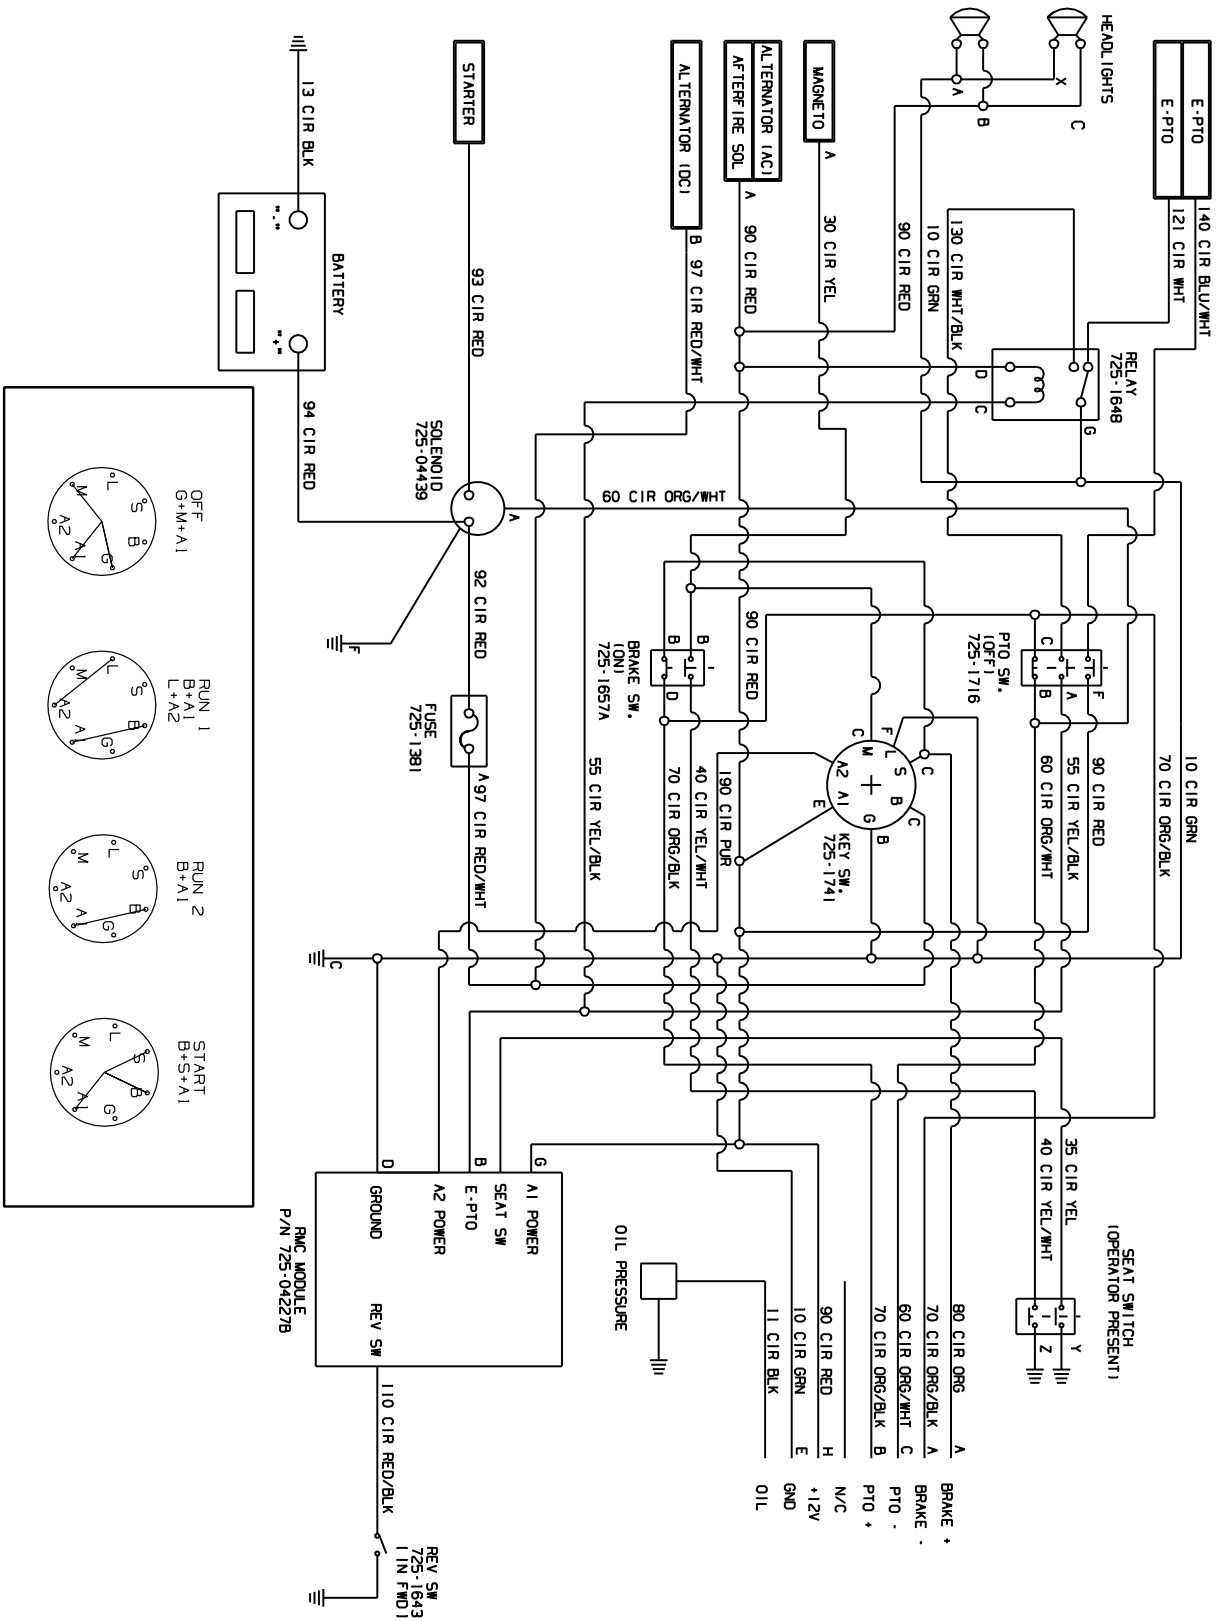 HEADLIGHTS
X
A
B
C
E-PTO
E-PTO
140 CIR BLU/WHT
121 CIR WHT
MAGNETO
A
30 CIR YEL
ALTERNATOR (AC)
AFTERFIRE SOL
A
90 CIR RED
ALTERNATOR (DC)
B
97 CIR RED/WHT
STARTER
93 CIR RED
13 CIR BLK
BATTERY
"-"
"+"
94 CIR RED
90 CIR RED
10 CIR GRN
130 CIR WHT/BLK
RELAY
725-1648
D
C
G
SOLENOID
725-04439
A
60 CIR ORG/WHT
F
92 CIR RED
FUSE
725-1381
A
97 CIR RED/WHT
BRAKE SW.
(ON)
725-1657A
B
B
D
90 CIR RED
PTO SW.
(OFF)
725-1716
C
B
A
F
55 CIR YEL/BLK
70 CIR ORG/BLK
40 CIR YEL/WHT
190 CIR PUR
KEY SW.
725-1741
C
M
F
L
S
C
B
C
G
B
A1
E
A2
60 CIR ORG/WHT
55 CIR YEL/BLK
90 CIR RED
70 CIR ORG/BLK
10 CIR GRN
C
OFF
G+M+A1
L
S
B
G
A1
A2
M
RUN 1
B+A1
L+A2
L
S
B
G
A1
A2
M
RUN 2
B+A1
L
S
B
G
A1
A2
M
START
B+S+A1
L
S
B
G
A1
A2
M
D
B
G
GROUND
A2 POWER
E-PTO
SEAT SW
A1 POWER
REV SW
RMC MODULE
P/N 725-04227B
110 CIR RED/BLK
REV SW
725-1643
( IN FWD)
OIL PRESSURE
35 CIR YEL
40 CIR YEL/WHT
SEAT SWITCH
(OPERATOR PRESENT)
Y
Z
80 CIR ORG
A
BRAKE +
70 CIR ORG/BLK
A
BRAKE -
60 CIR ORG/WHT
C
PTO -
70 CIR ORG/BLK
B
PTO +
N/C
90 CIR RED
H
+12V
10 CIR GRN
E
GND
11 CIR BLK
OIL